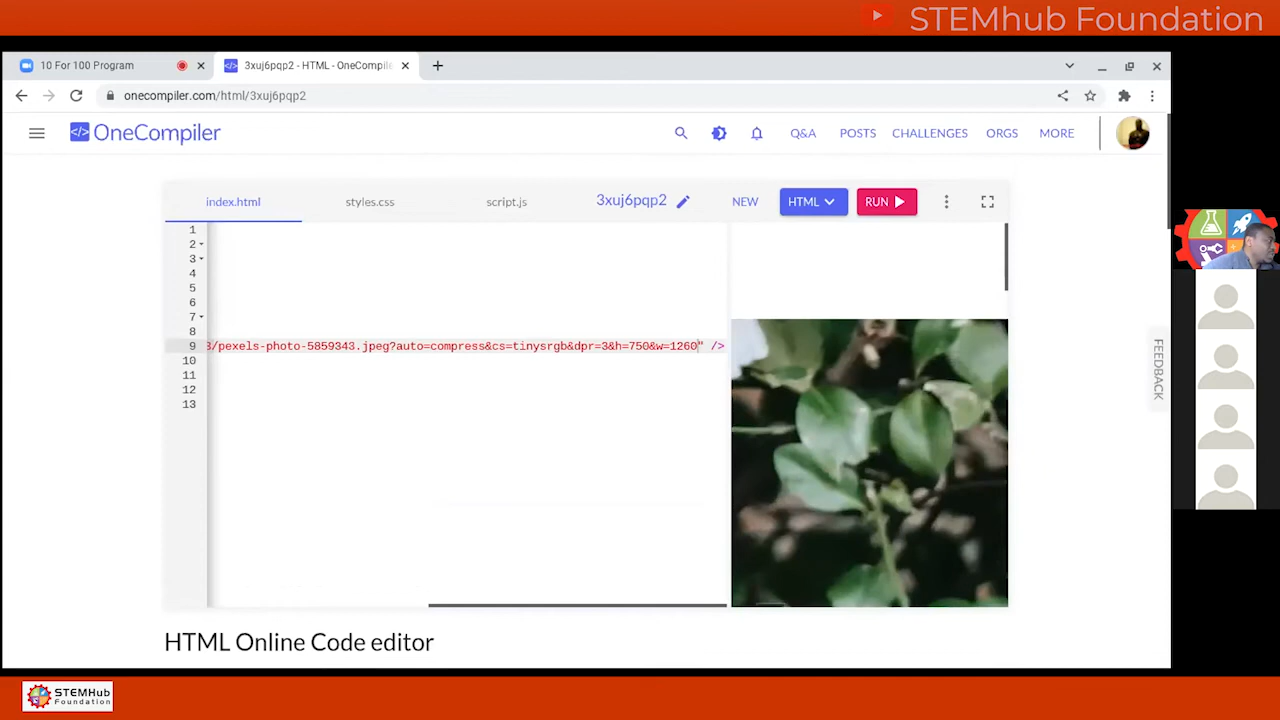 STEMhub Foundation
10 For 100 Program
3xuj6pqp2 - HTML - OneCompile
onecompiler.com/html/3xuj6pqp2
OneCompiler
Q&A
POSTS
CHALLENGES
ORGS
MORE
index.html
styles.css
script.js
3xuj6pqp2
NEW
HTML
RUN
1
2
3
4
5
6
7
8
9 3/pexels-photo-5859343.jpeg?auto=compress&cs=tinysrgb&dpr=3&h=750&w=1260" />
10
11
12
13
FEEDBACK
HTML Online Code editor
STEMHub
Foundation